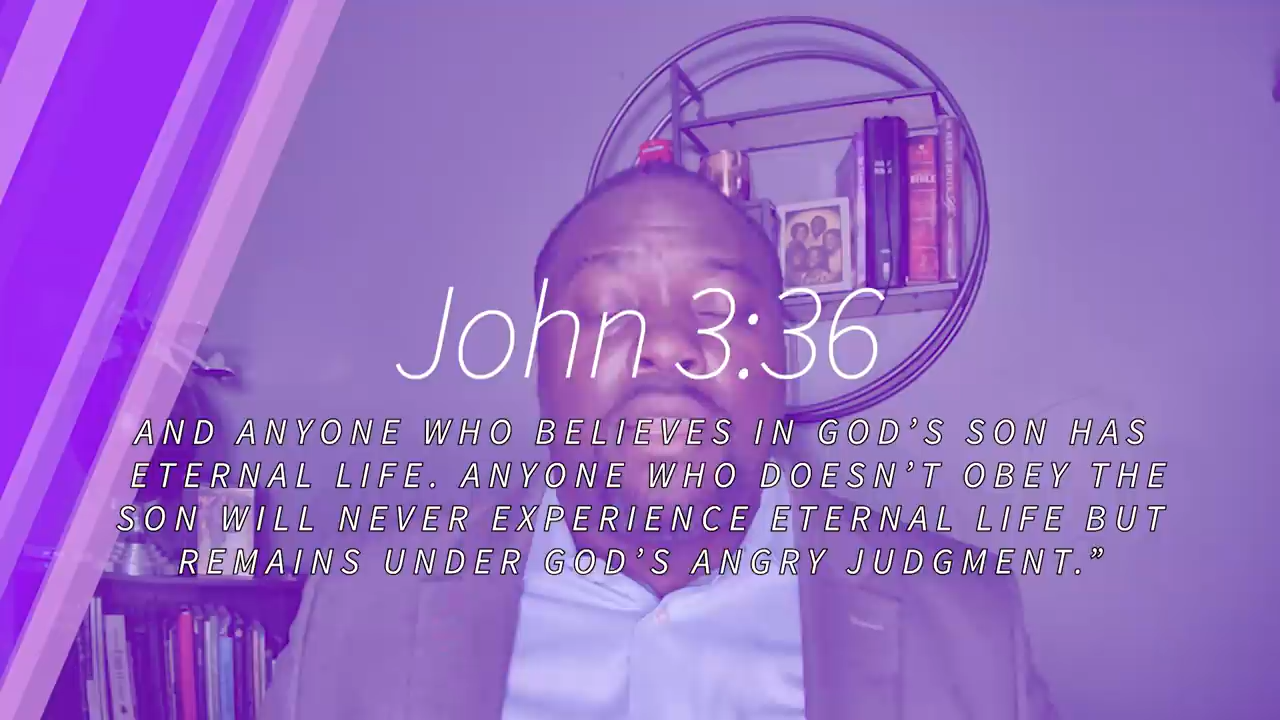 John 3:36
AND ANYONE WHO BELIEVES IN GOD’S SON HAS
ETERNAL LIFE. ANYONE WHO DOESN’T OBEY THE
SON WILL NEVER EXPERIENCE ETERNAL LIFE BUT
REMAINS UNDER GOD’S ANGRY JUDGMENT.”
BIBLE